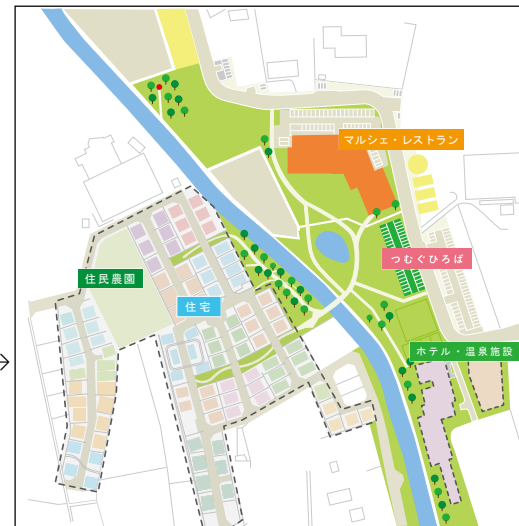 マルシェ・レストラン
つむぐひろば
住民農園
住宅
ホテル・温泉施設